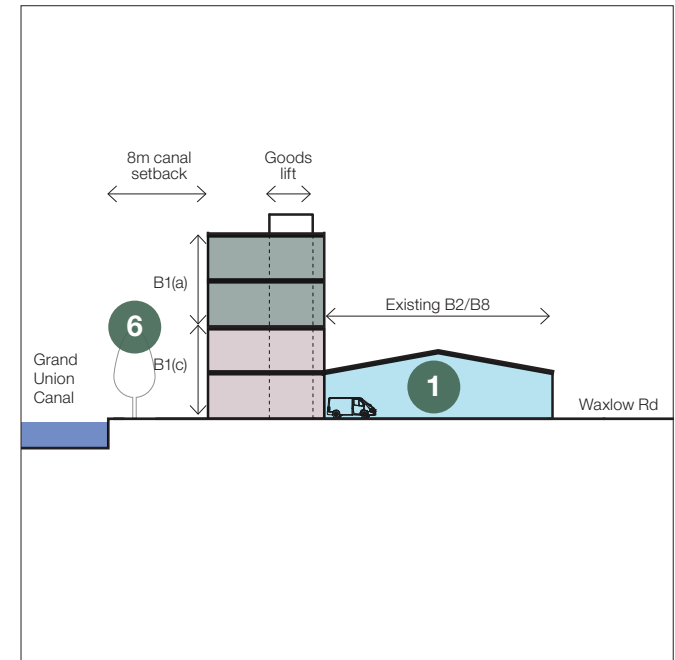 8m canal
setback
Goods
lift
B1(a)
Existing B2/B8
6
B1(c)
Grand
Union
Canal
1
Waxlow Rd